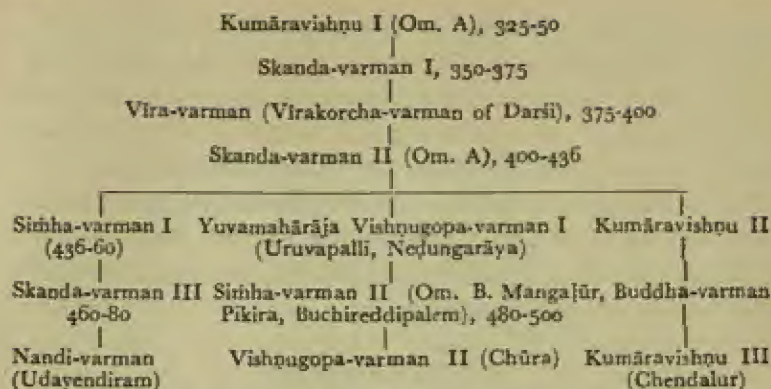 Kumāravishṇu I (Om. A), 325-50
Skanda-varman I, 350-375
Vīra-varman (Vīrakorcha-varman of Darśi), 375-400
Skanda-varman II (Om. A), 400-436
Siṁha-varman I Yuvamahārāja Vishṇugopa-varman I Kumāravishṇu II
(436-60) (Uruvapalli, Neḍungarāya)
Skanda-varman III Siṁha-varman II (Om. B. Mangaḷūr, Buddha-varman
460-80 Pikira, Buchireddipalem), 480-500
Nandi-varman Vishṇugopa-varman II (Chūra) Kumāravishṇu III
(Udayendiram) (Chendalur)